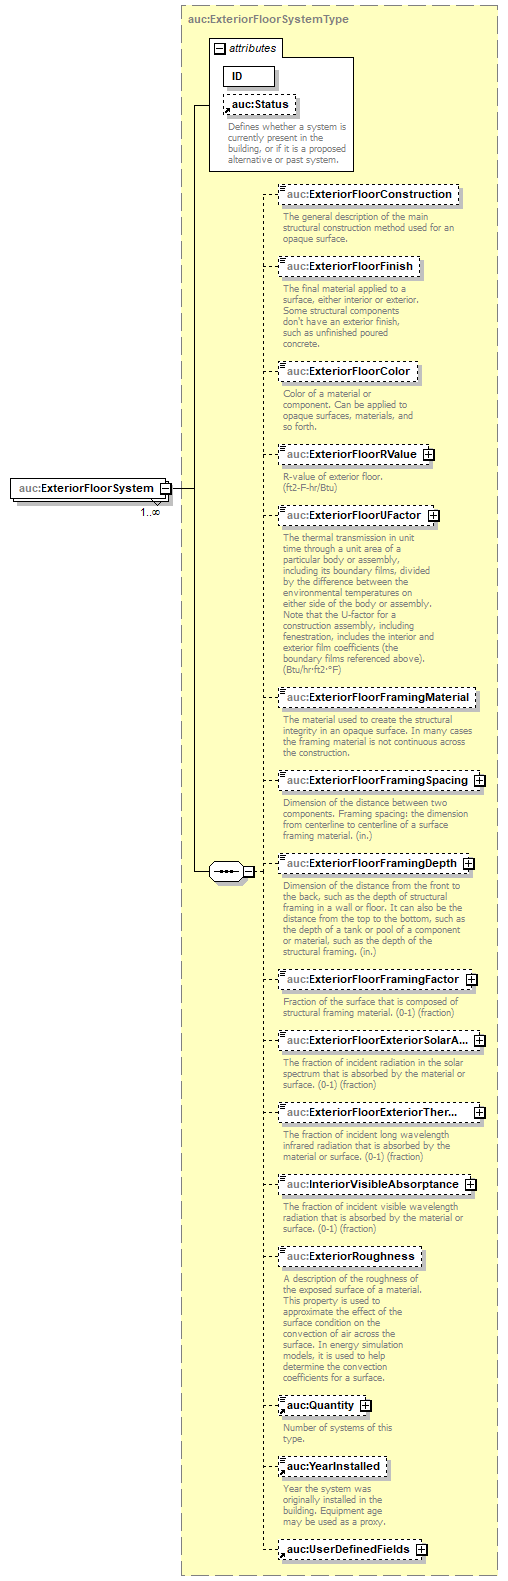 auc:ExteriorFloorSystemType
attributes
ID
auc:Status
Defines whether a system is
currently present in the
building, or if it is a proposed
alternative or past system.
auc:ExteriorFloorConstruction
The general description of the main
structural construction method used for an
opaque surface.
auc:ExteriorFloorFinish
The final material applied to a
surface, either interior or exterior.
Some structural components
don't have an exterior finish,
such as unfinished poured
concrete.
auc:ExteriorFloorColor
Color of a material or
component. Can be applied to
opaque surfaces, materials, and
so forth.
auc:ExteriorFloorRValue
R-value of exterior floor.
(ft2-F-hr/Btu)
auc:ExteriorFloorSystem
1..∞
auc:ExteriorFloorUFactor
The thermal transmission in unit
time through a unit area of a
particular body or assembly,
including its boundary films, divided
by the difference between the
environmental temperatures on
either side of the body or assembly.
Note that the U-factor for a
construction assembly, including
fenestration, includes the interior and
exterior film coefficients (the
boundary films referenced above).
(Btu/hr·ft2·°F)
auc:ExteriorFloorFramingMaterial
The material used to create the structural
integrity in an opaque surface. In many cases
the framing material is not continuous across
the construction.
auc:ExteriorFloorFramingSpacing
Dimension of the distance between two
components. Framing spacing: the dimension
from centerline to centerline of a surface
framing material. (in.)
auc:ExteriorFloorFramingDepth
Dimension of the distance from the front to
the back, such as the depth of structural
framing in a wall or floor. It can also be the
distance from the top to the bottom, such as
the depth of a tank or pool of a component
or material, such as the depth of the
structural framing. (in.)
auc:ExteriorFloorFramingFactor
Fraction of the surface that is composed of
structural framing material. (0-1) (fraction)
auc:ExteriorFloorExteriorSolarA...
The fraction of incident radiation in the solar
spectrum that is absorbed by the material or
surface. (0-1) (fraction)
auc:ExteriorFloorExteriorTher...
The fraction of incident long wavelength
infrared radiation that is absorbed by the
material or surface. (0-1) (fraction)
auc:InteriorVisibleAbsorptance
The fraction of incident visible wavelength
radiation that is absorbed by the material or
surface. (0-1) (fraction)
auc:ExteriorRoughness
A description of the roughness of
the exposed surface of a material.
This property is used to
approximate the effect of the
surface condition on the
convection of air across the
surface. In energy simulation
models, it is used to help
determine the convection
coefficients for a surface.
auc:Quantity
Number of systems of this
type.
auc:YearInstalled
Year the system was
originally installed in the
building. Equipment age
may be used as a proxy.
auc:UserDefinedFields